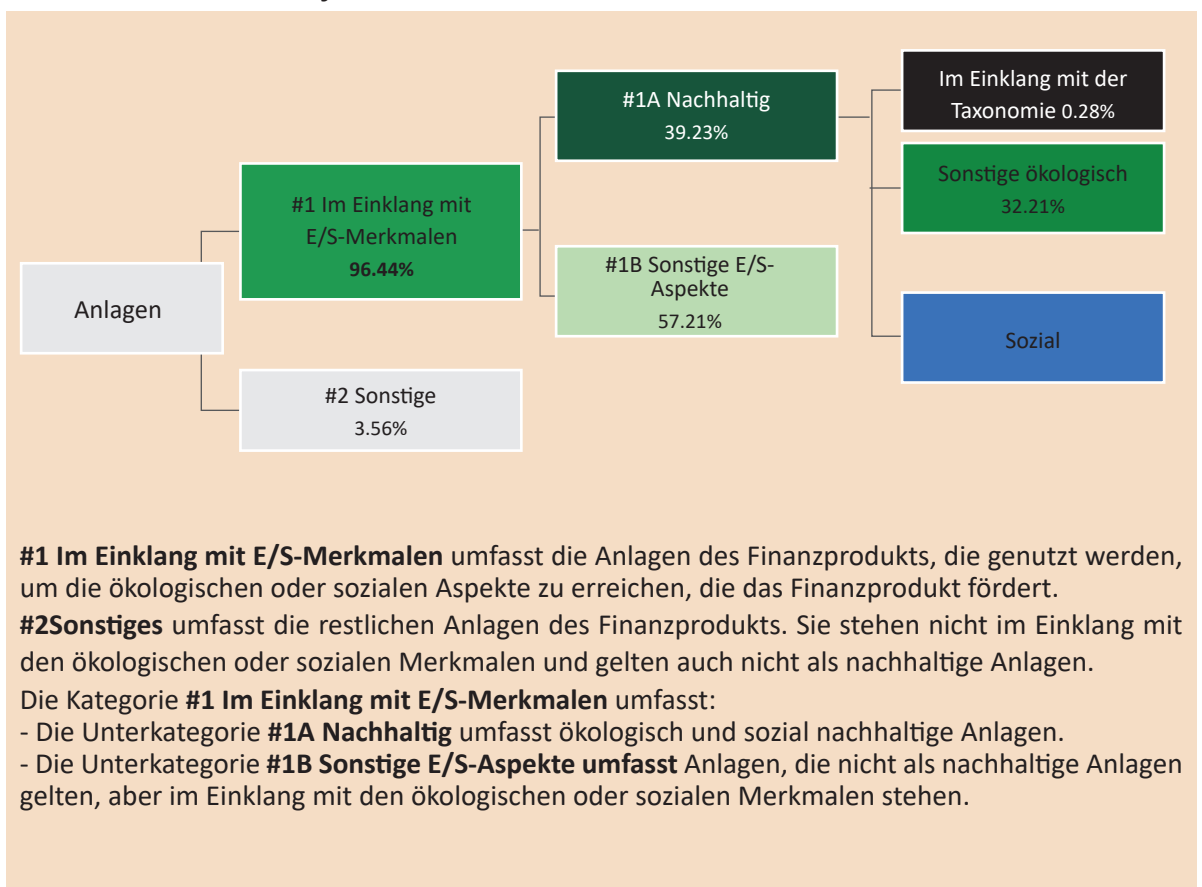 #1A Nachhaltig
39.23%
Im Einklang mit der
Taxonomie 0.28%
#1 Im Einklang mit
E/S-Merkmalen
96.44%
Sonstige ökologisch
32.21%
#1B Sonstige E/S-
Aspekte
57.21%
Anlagen
Sozial
#2 Sonstige
3.56%
#1 Im Einklang mit E/S-Merkmalen umfasst die Anlagen des Finanzprodukts, die genutzt werden,
um die ökologischen oder sozialen Aspekte zu erreichen, die das Finanzprodukt fördert.
#2Sonstiges umfasst die restlichen Anlagen des Finanzprodukts. Sie stehen nicht im Einklang mit
den ökologischen oder sozialen Merkmalen und gelten auch nicht als nachhaltige Anlagen.
Die Kategorie #1 Im Einklang mit E/S-Merkmalen umfasst:
- Die Unterkategorie #1A Nachhaltig umfasst ökologisch und sozial nachhaltige Anlagen.
- Die Unterkategorie #1B Sonstige E/S-Aspekte umfasst Anlagen, die nicht als nachhaltige Anlagen
gelten, aber im Einklang mit den ökologischen oder sozialen Merkmalen stehen.